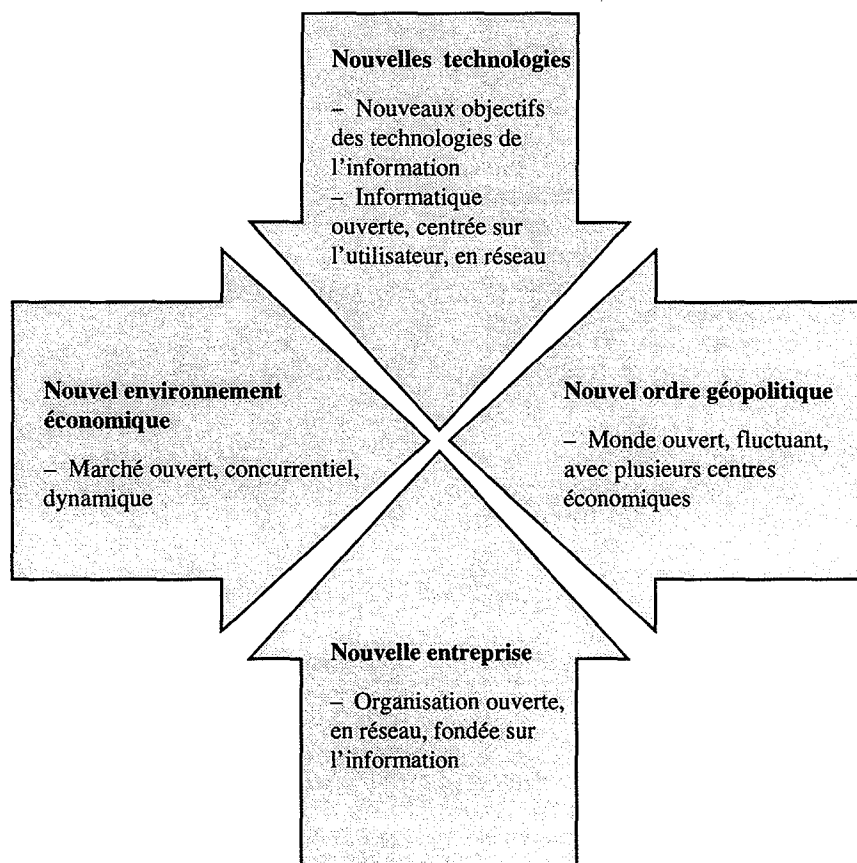 Nouvelles technologies
– Nouveaux objectifs
des technologies de
l'information
– Informatique
ouverte, centrée sur
l'utilisateur, en réseau
Nouvel environnement
économique
– Marché ouvert, concurrentiel,
dynamique
Nouvel ordre géopolitique
– Monde ouvert, fluctuant,
avec plusieurs centres
économiques
Nouvelle entreprise
– Organisation ouverte,
en réseau, fondée sur
l'information